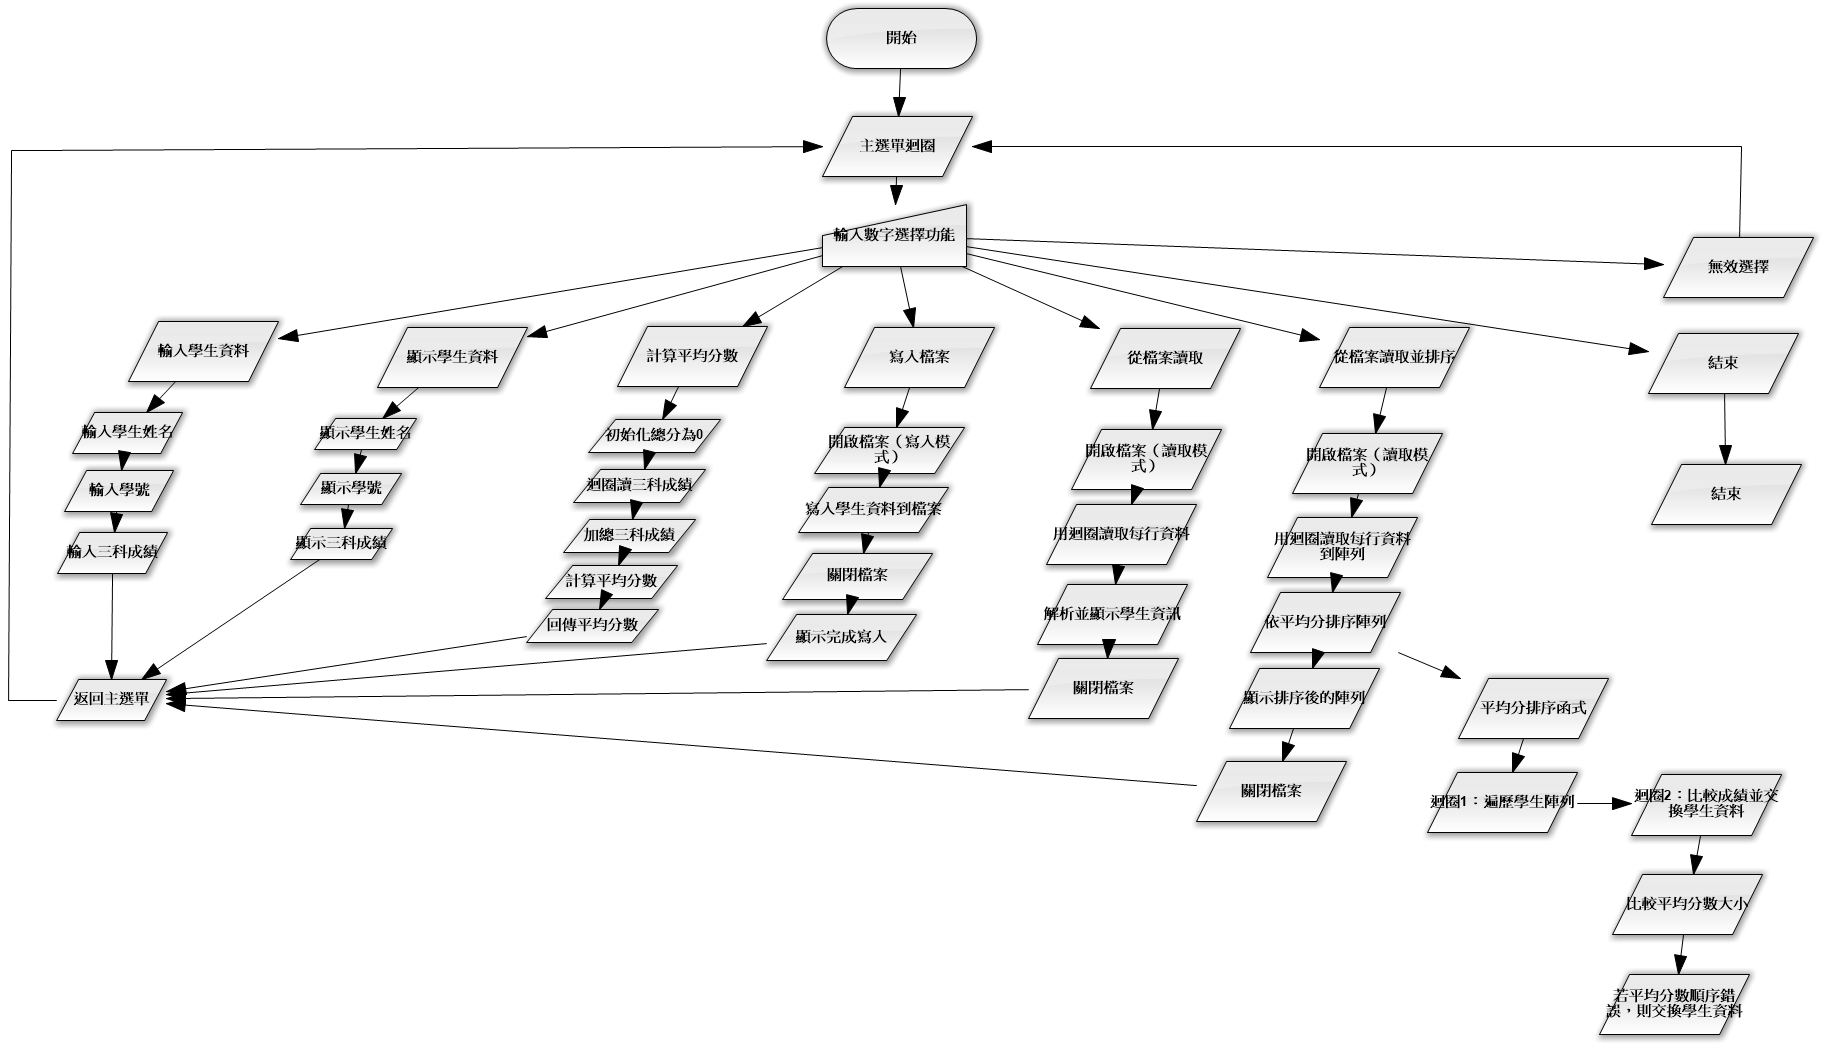 開始
主選單迴圈
輸入數字選擇功能
無效選擇
輸入學生資料
輸入學生姓名
輸入學號
輸入三科成績
返回主選單
顯示學生資料
顯示學生姓名
顯示學號
顯示三科成績
計算平均分數
初始化總分為0
迴圈讀三科成績
加總三科成績
計算平均分數
回傳平均分數
寫入檔案
開啟檔案（寫入模
式）
寫入學生資料到檔案
關閉檔案
顯示完成寫入
從檔案讀取
開啟檔案（讀取模
式）
用迴圈讀取每行資料
解析並顯示學生資訊
關閉檔案
從檔案讀取並排序
開啟檔案（讀取模
式）
用迴圈讀取每行資料
到陣列
依平均分排序陣列
顯示排序後的陣列
關閉檔案
平均分排序函式
迴圈1：遍歷學生陣列
迴圈2：比較成績並交
換學生資料
比較平均分數大小
若平均分數順序錯
誤，則交換學生資料
結束
結束